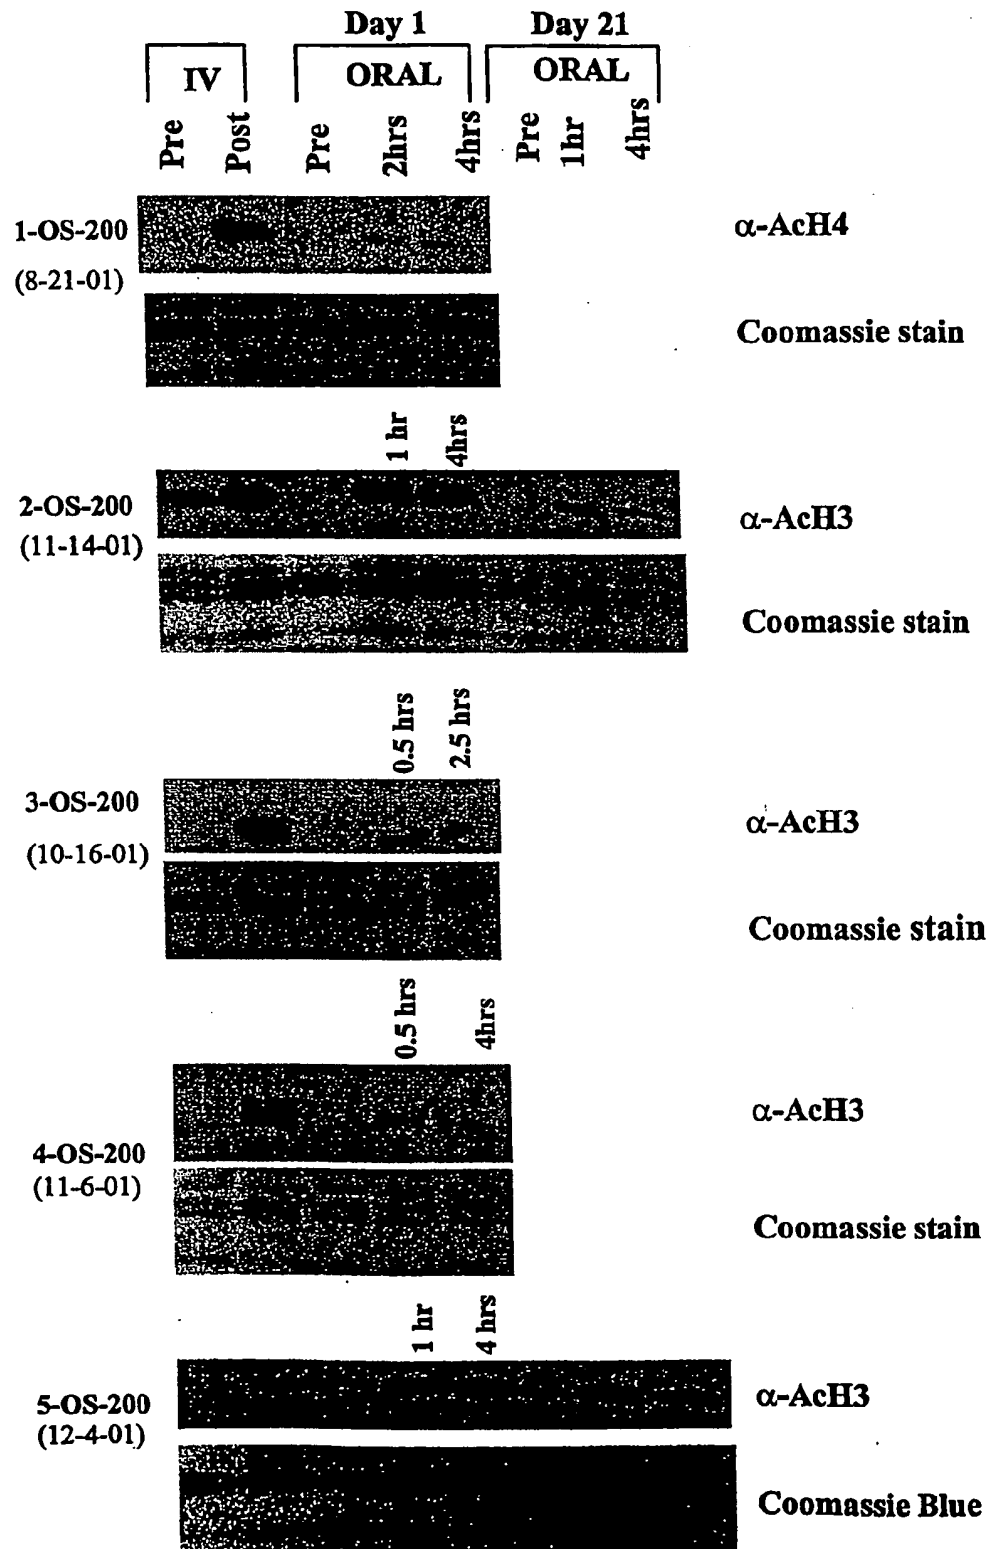 Day 1 Day 21
IV ORAL ORAL
Pre Post Pre 2hrs 4hrs Pre 1hr 4hrs
1-OS-200
(8-21-01)
α-AcH4
Coomassie stain
1 hr 4hrs
2-OS-200
(11-14-01)
α-AcH3
Coomassie stain
0.5 hrs 2.5 hrs
3-OS-200
(10-16-01)
α-AcH3
Coomassie stain
0.5 hrs 4hrs
4-OS-200
(11-6-01)
α-AcH3
Coomassie stain
1 hr 4 hrs
5-OS-200
(12-4-01)
α-AcH3
Coomassie Blue